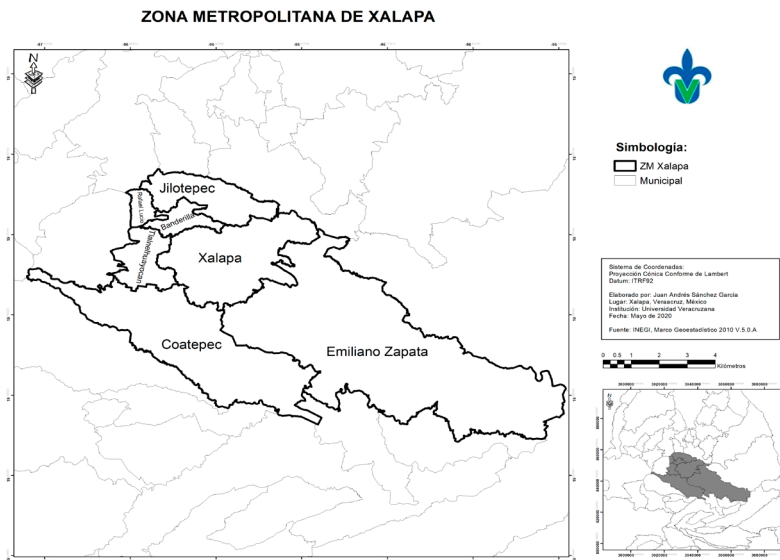 ZONA METROPOLITANA DE XALAPA
N
Jilotepec
Rafael Lucio
Banderilla
Tlalnehuayocan
Xalapa
Coatepec
Emiliano Zapata
Simbología:
ZM Xalapa
Municipal
Sistema de Coordenadas:
Proyección Cónica Conforme de Lambert
Datum: ITRF92
Elaborado por: Juan Andrés Sánchez García
Lugar: Xalapa, Veracruz, México
Institución: Universidad Veracruzana
Fecha: Mayo de 2020
Fuente: INEGI, Marco Geoestadístico 2010 V.5.0.A
0 0.5 1 2 3 4
Kilómetros